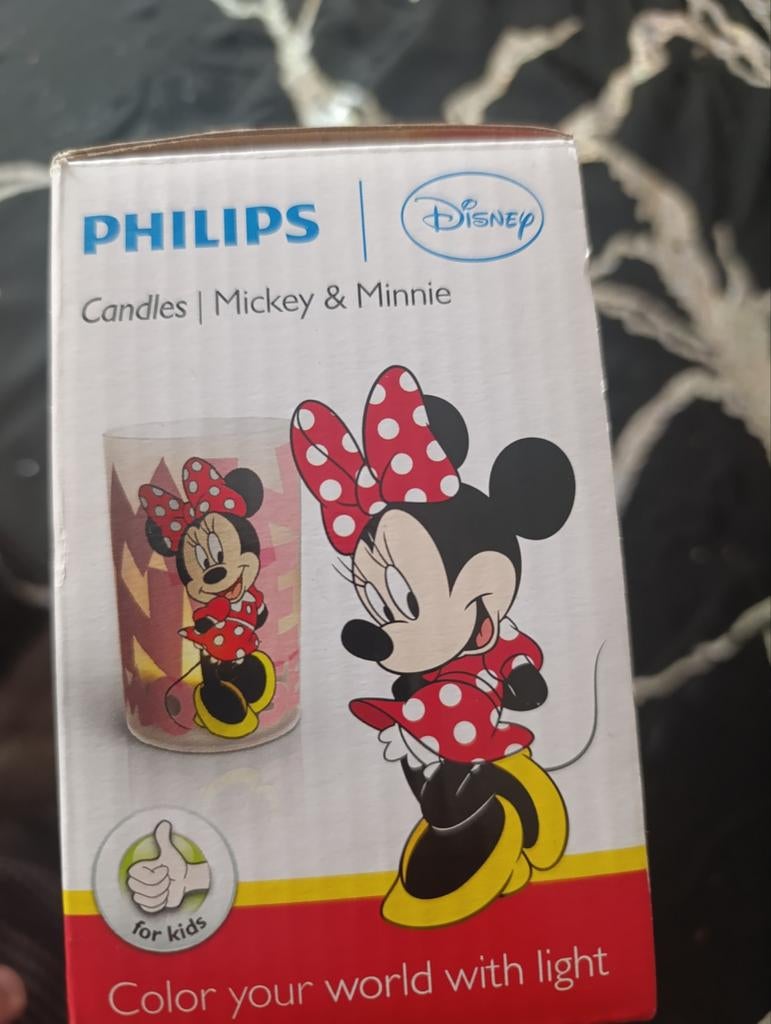 PHILIPS | Disney
Candles | Mickey & Minnie
for kids
Color your world with light